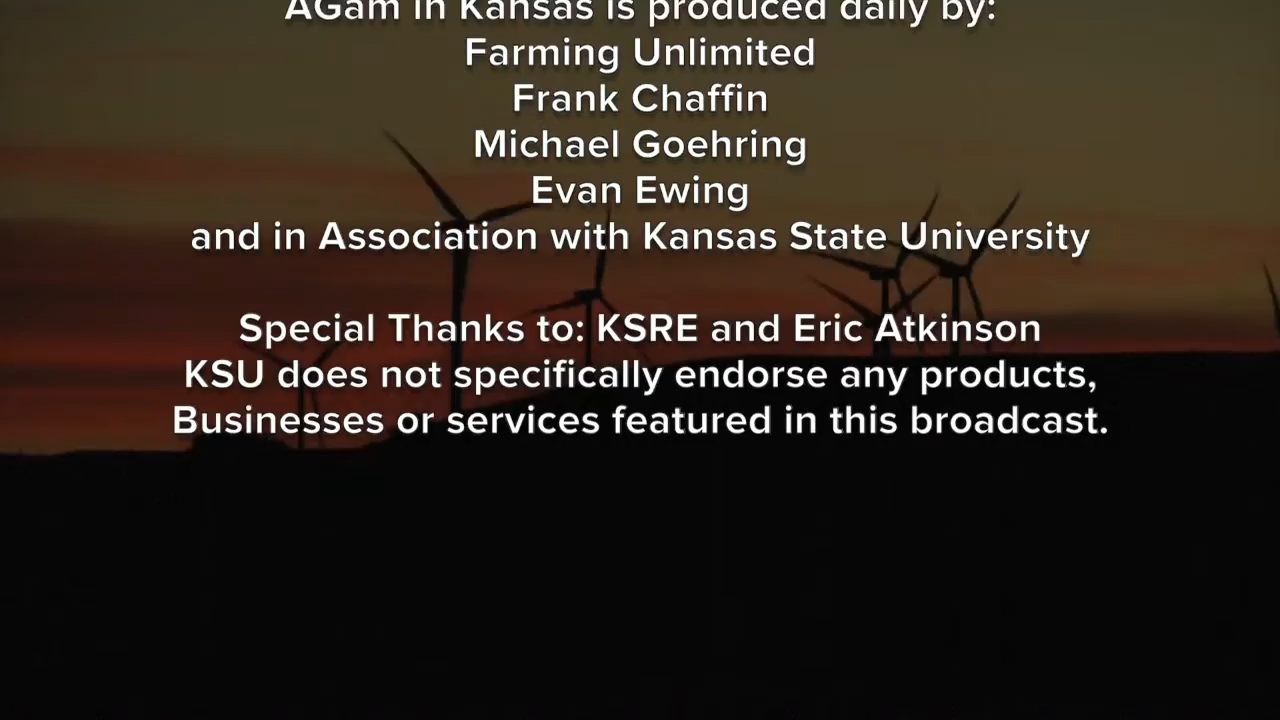 AGam in Kansas is produced daily by:
Farming Unlimited
Frank Chaffin
Michael Goehring
Evan Ewing
and in Association with Kansas State University
Special Thanks to: KSRE and Eric Atkinson
KSU does not specifically endorse any products,
Businesses or services featured in this broadcast.